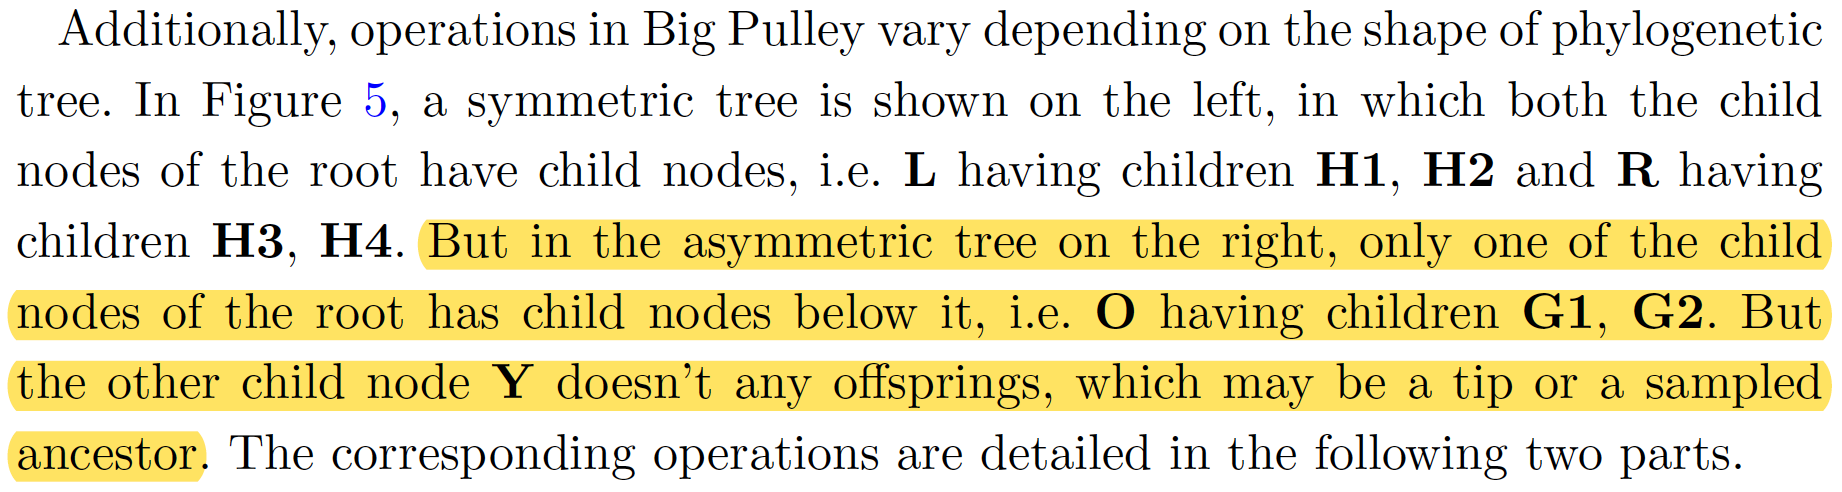 Additionally, operations in Big Pulley vary depending on the shape of phylogenetic
tree. In Figure 5, a symmetric tree is shown on the left, in which both the child
nodes of the root have child nodes, i.e. L having children H1, H2 and R having
children H3, H4. But in the asymmetric tree on the right, only one of the child
nodes of the root has child nodes below it, i.e. O having children G1, G2. But
the other child node Y doesn't any offsprings, which may be a tip or a sampled
ancestor. The corresponding operations are detailed in the following two parts.